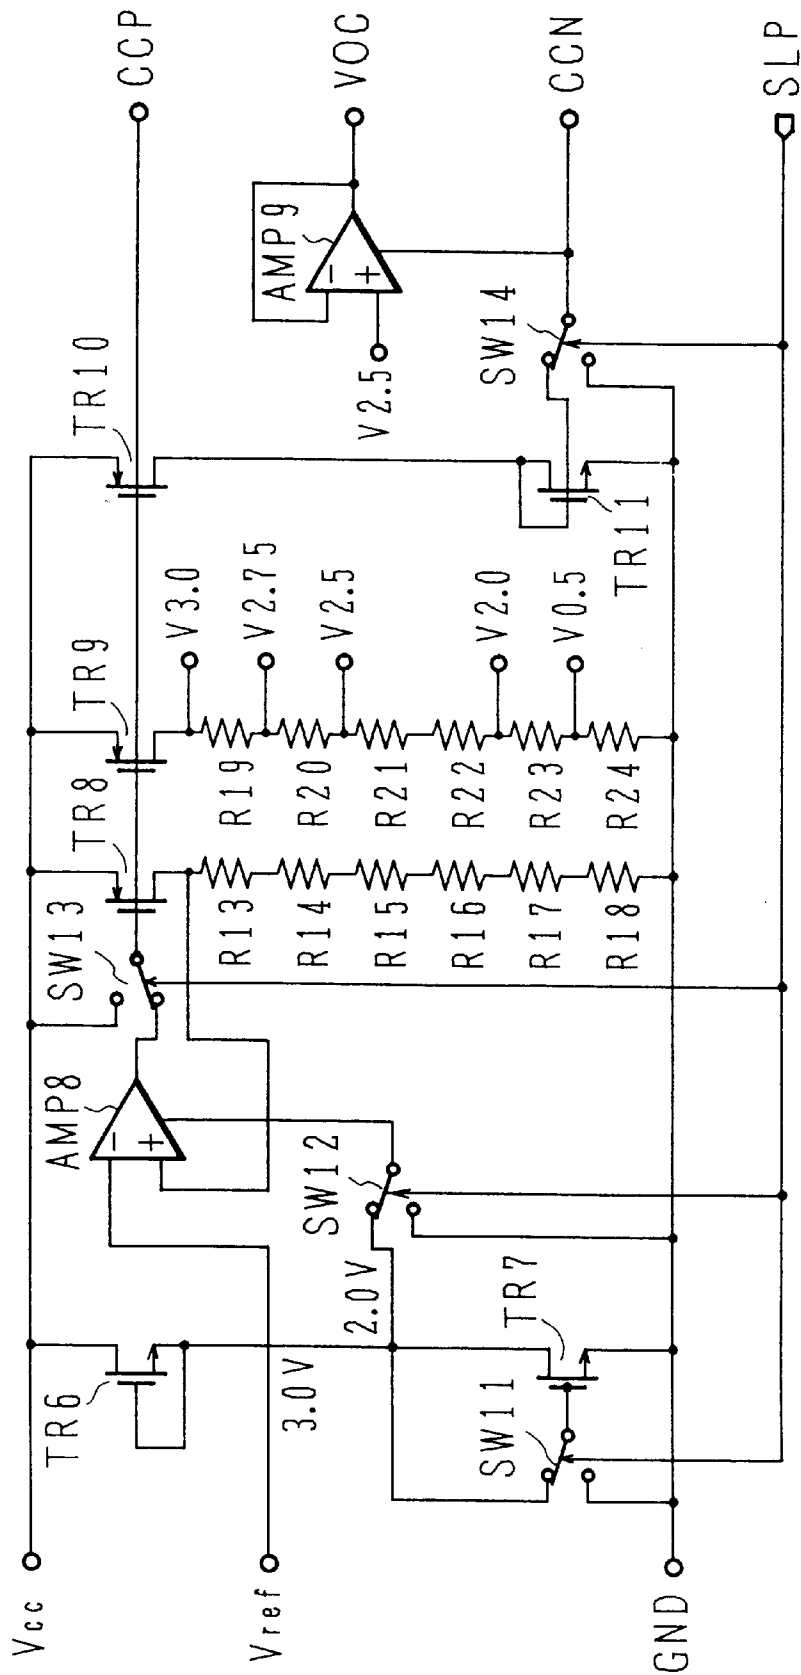 Vcc
Vref
GND
TR6
3.0V
2.0V
SW11
TR7
SW12
AMP8
-
+
SW13
TR8
TR9
TR10
R13
R14
R15
R16
R17
R18
R19
R20
R21
R22
R23
R24
V3.0
V2.75
V2.5
V2.0
V0.5
TR11
SW14
V2.5
AMP9
-
+
CCP
VOC
CCN
SLP